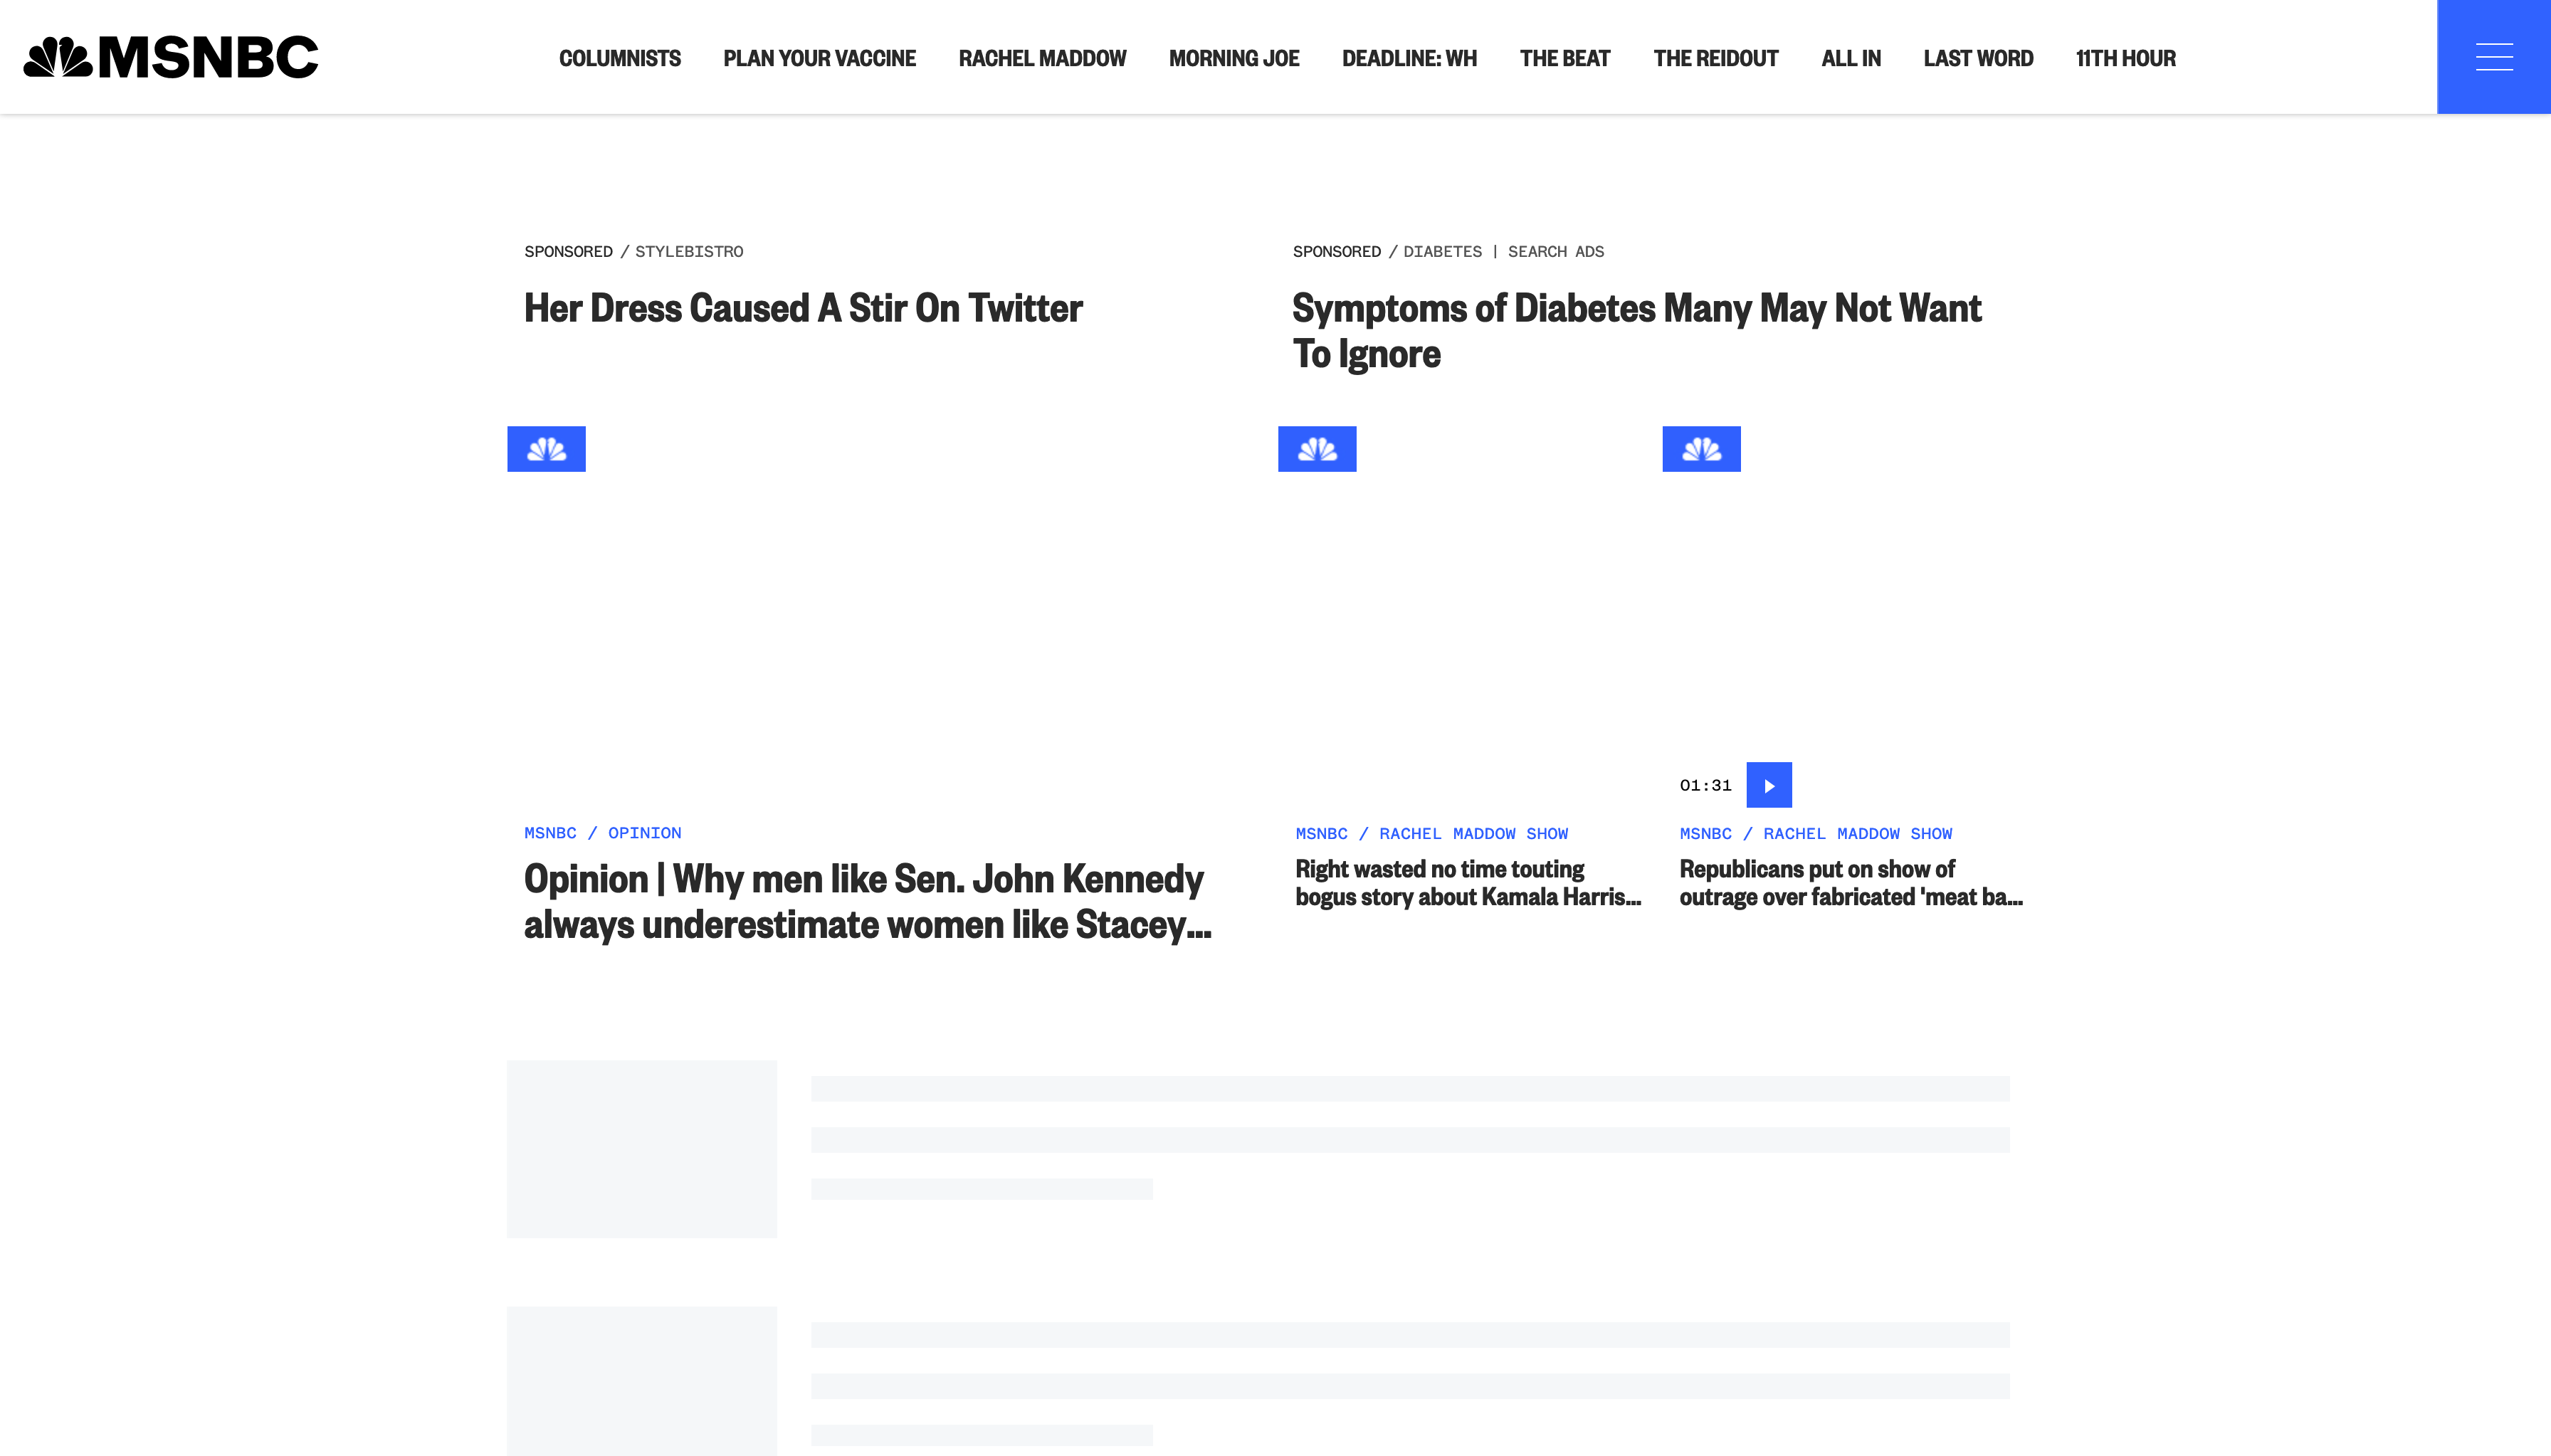 MSNBC
COLUMNISTS PLAN YOUR VACCINE RACHEL MADDOW MORNING JOE DEADLINE: WH THE BEAT THE REIDOUT ALL IN LAST WORD 11TH HOUR
SPONSORED / STYLEBISTRO
Her Dress Caused A Stir On Twitter
SPONSORED / DIABETES | SEARCH ADS
Symptoms of Diabetes Many May Not Want
To Ignore
MSNBC / OPINION
Opinion | Why men like Sen. John Kennedy
always underestimate women like Stacey...
MSNBC / RACHEL MADDOW SHOW
Right wasted no time touting
bogus story about Kamala Harris...
01:31
MSNBC / RACHEL MADDOW SHOW
Republicans put on show of
outrage over fabricated 'meat ba...